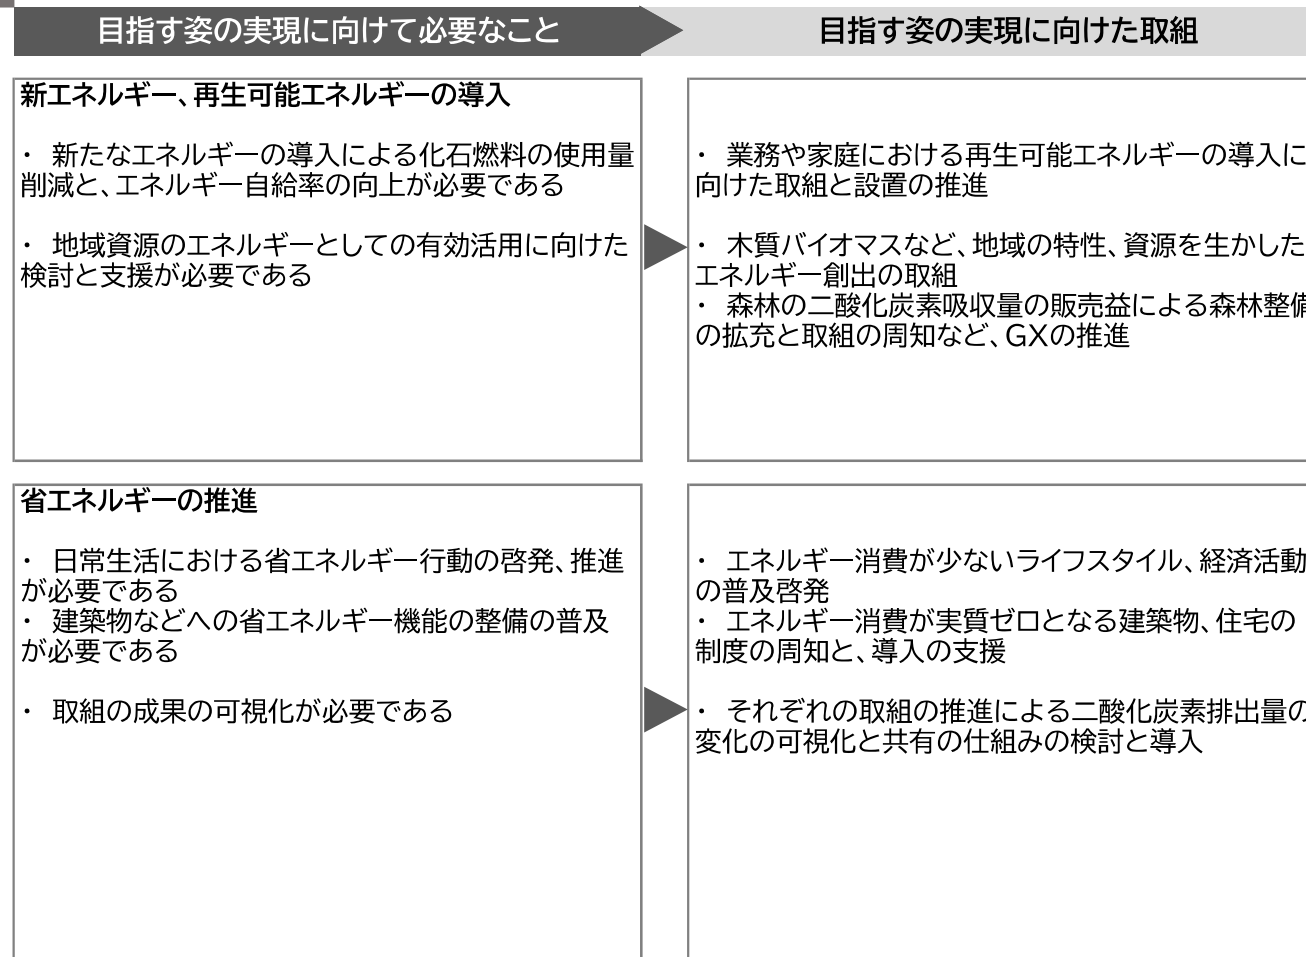 目指す姿の実現に向けて必要なこと
目指す姿の実現に向けた取組
新エネルギー、再生可能エネルギーの導入
・ 新たなエネルギーの導入による化石燃料の使用量
削減と、エネルギー自給率の向上が必要である
・ 地域資源のエネルギーとしての有効活用に向けた
検討と支援が必要である
・ 業務や家庭における再生可能エネルギーの導入に
向けた取組と設置の推進
・ 木質バイオマスなど、地域の特性、資源を生かした
エネルギー創出の取組
・ 森林の二酸化炭素吸収量の販売益による森林整備
の拡充と取組の周知など、GXの推進
省エネルギーの推進
・ 日常生活における省エネルギー行動の啓発、推進
が必要である
・ 建築物などへの省エネルギー機能の整備の普及
が必要である
・ 取組の成果の可視化が必要である
・ エネルギー消費が少ないライフスタイル、経済活動
の普及啓発
・ エネルギー消費が実質ゼロとなる建築物、住宅の
制度の周知と、導入の支援
・ それぞれの取組の推進による二酸化炭素排出量の
変化の可視化と共有の仕組みの検討と導入